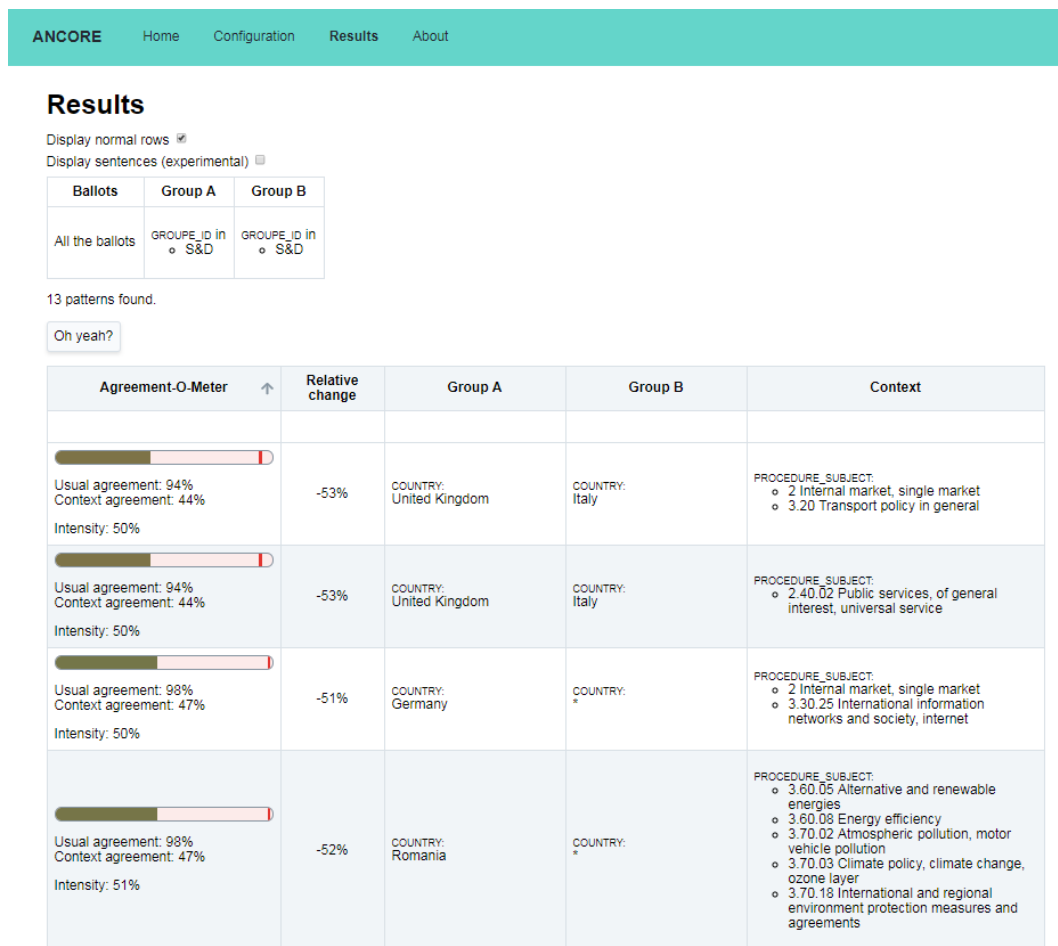 ANCORE Home Configuration Results About
Results
Display normal rows
Display sentences (experimental)
Ballots Group A Group B
All the ballots GROUPE_ID in GROUPE_ID in
S&D S&D
13 patterns found.
Oh yeah?
Agreement-O-Meter Relative change Group A Group B Context
Usual agreement: 94%
Context agreement: 44%
Intensity: 50%
-53%
COUNTRY:
United Kingdom
COUNTRY:
Italy
PROCEDURE_SUBJECT:
2 Internal market, single market
3.20 Transport policy in general
Usual agreement: 94%
Context agreement: 44%
Intensity: 50%
-53%
COUNTRY:
United Kingdom
COUNTRY:
Italy
PROCEDURE_SUBJECT:
2.40.02 Public services, of general
interest, universal service
Usual agreement: 98%
Context agreement: 47%
Intensity: 50%
-51%
COUNTRY:
Germany
COUNTRY:
*
PROCEDURE_SUBJECT:
2 Internal market, single market
3.30.25 International information
networks and society, internet
Usual agreement: 98%
Context agreement: 47%
Intensity: 51%
-52%
COUNTRY:
Romania
COUNTRY:
*
PROCEDURE_SUBJECT:
3.60.05 Alternative and renewable
energies
3.60.08 Energy efficiency
3.70.02 Atmospheric pollution, motor
vehicle pollution
3.70.03 Climate policy, climate change,
ozone layer
3.70.18 International and regional
environment protection measures and
agreements